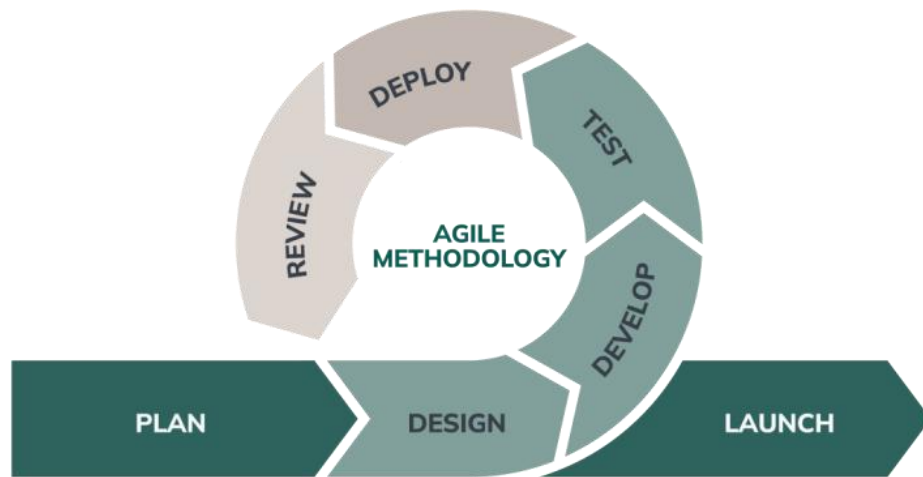 DEPLOY
TEST
REVIEW
AGILE
METHODOLOGY
DEVELOP
PLAN
DESIGN
LAUNCH